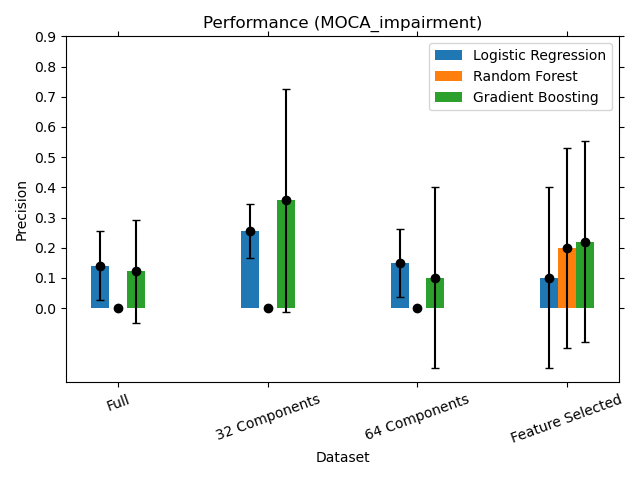 Performance (MOCA_impairment)
Logistic Regression
Random Forest
Gradient Boosting
0.9
0.8
0.7
0.6
0.5
0.4
0.3
0.2
0.1
0.0
Precision
Full
32 Components
64 Components
Feature Selected
Dataset